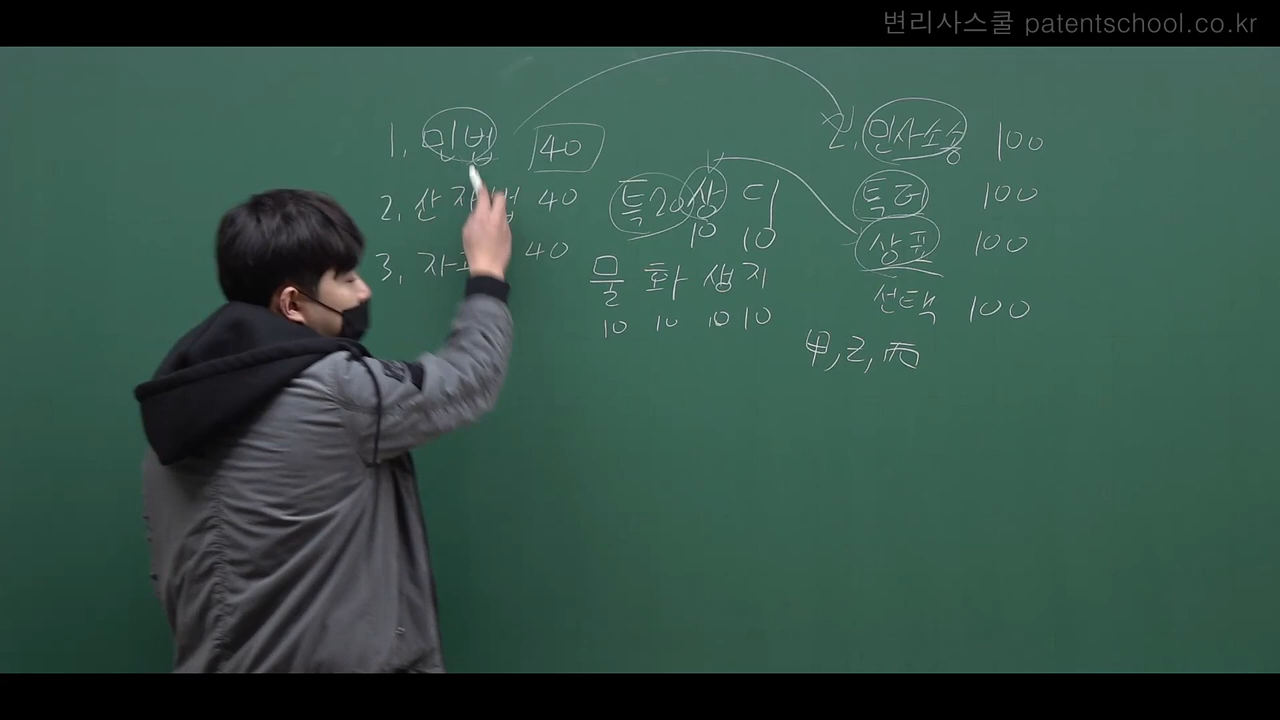 변리사스쿨 patentschool.co.kr
1. 민법 40
2. 산재법 40
특20 상 디
10 10
3. 자 40
물 화 생 지
10 10 10 10
2. 민사소송 100
특허 100
상표 100
선택 100
甲, 乙, 丙